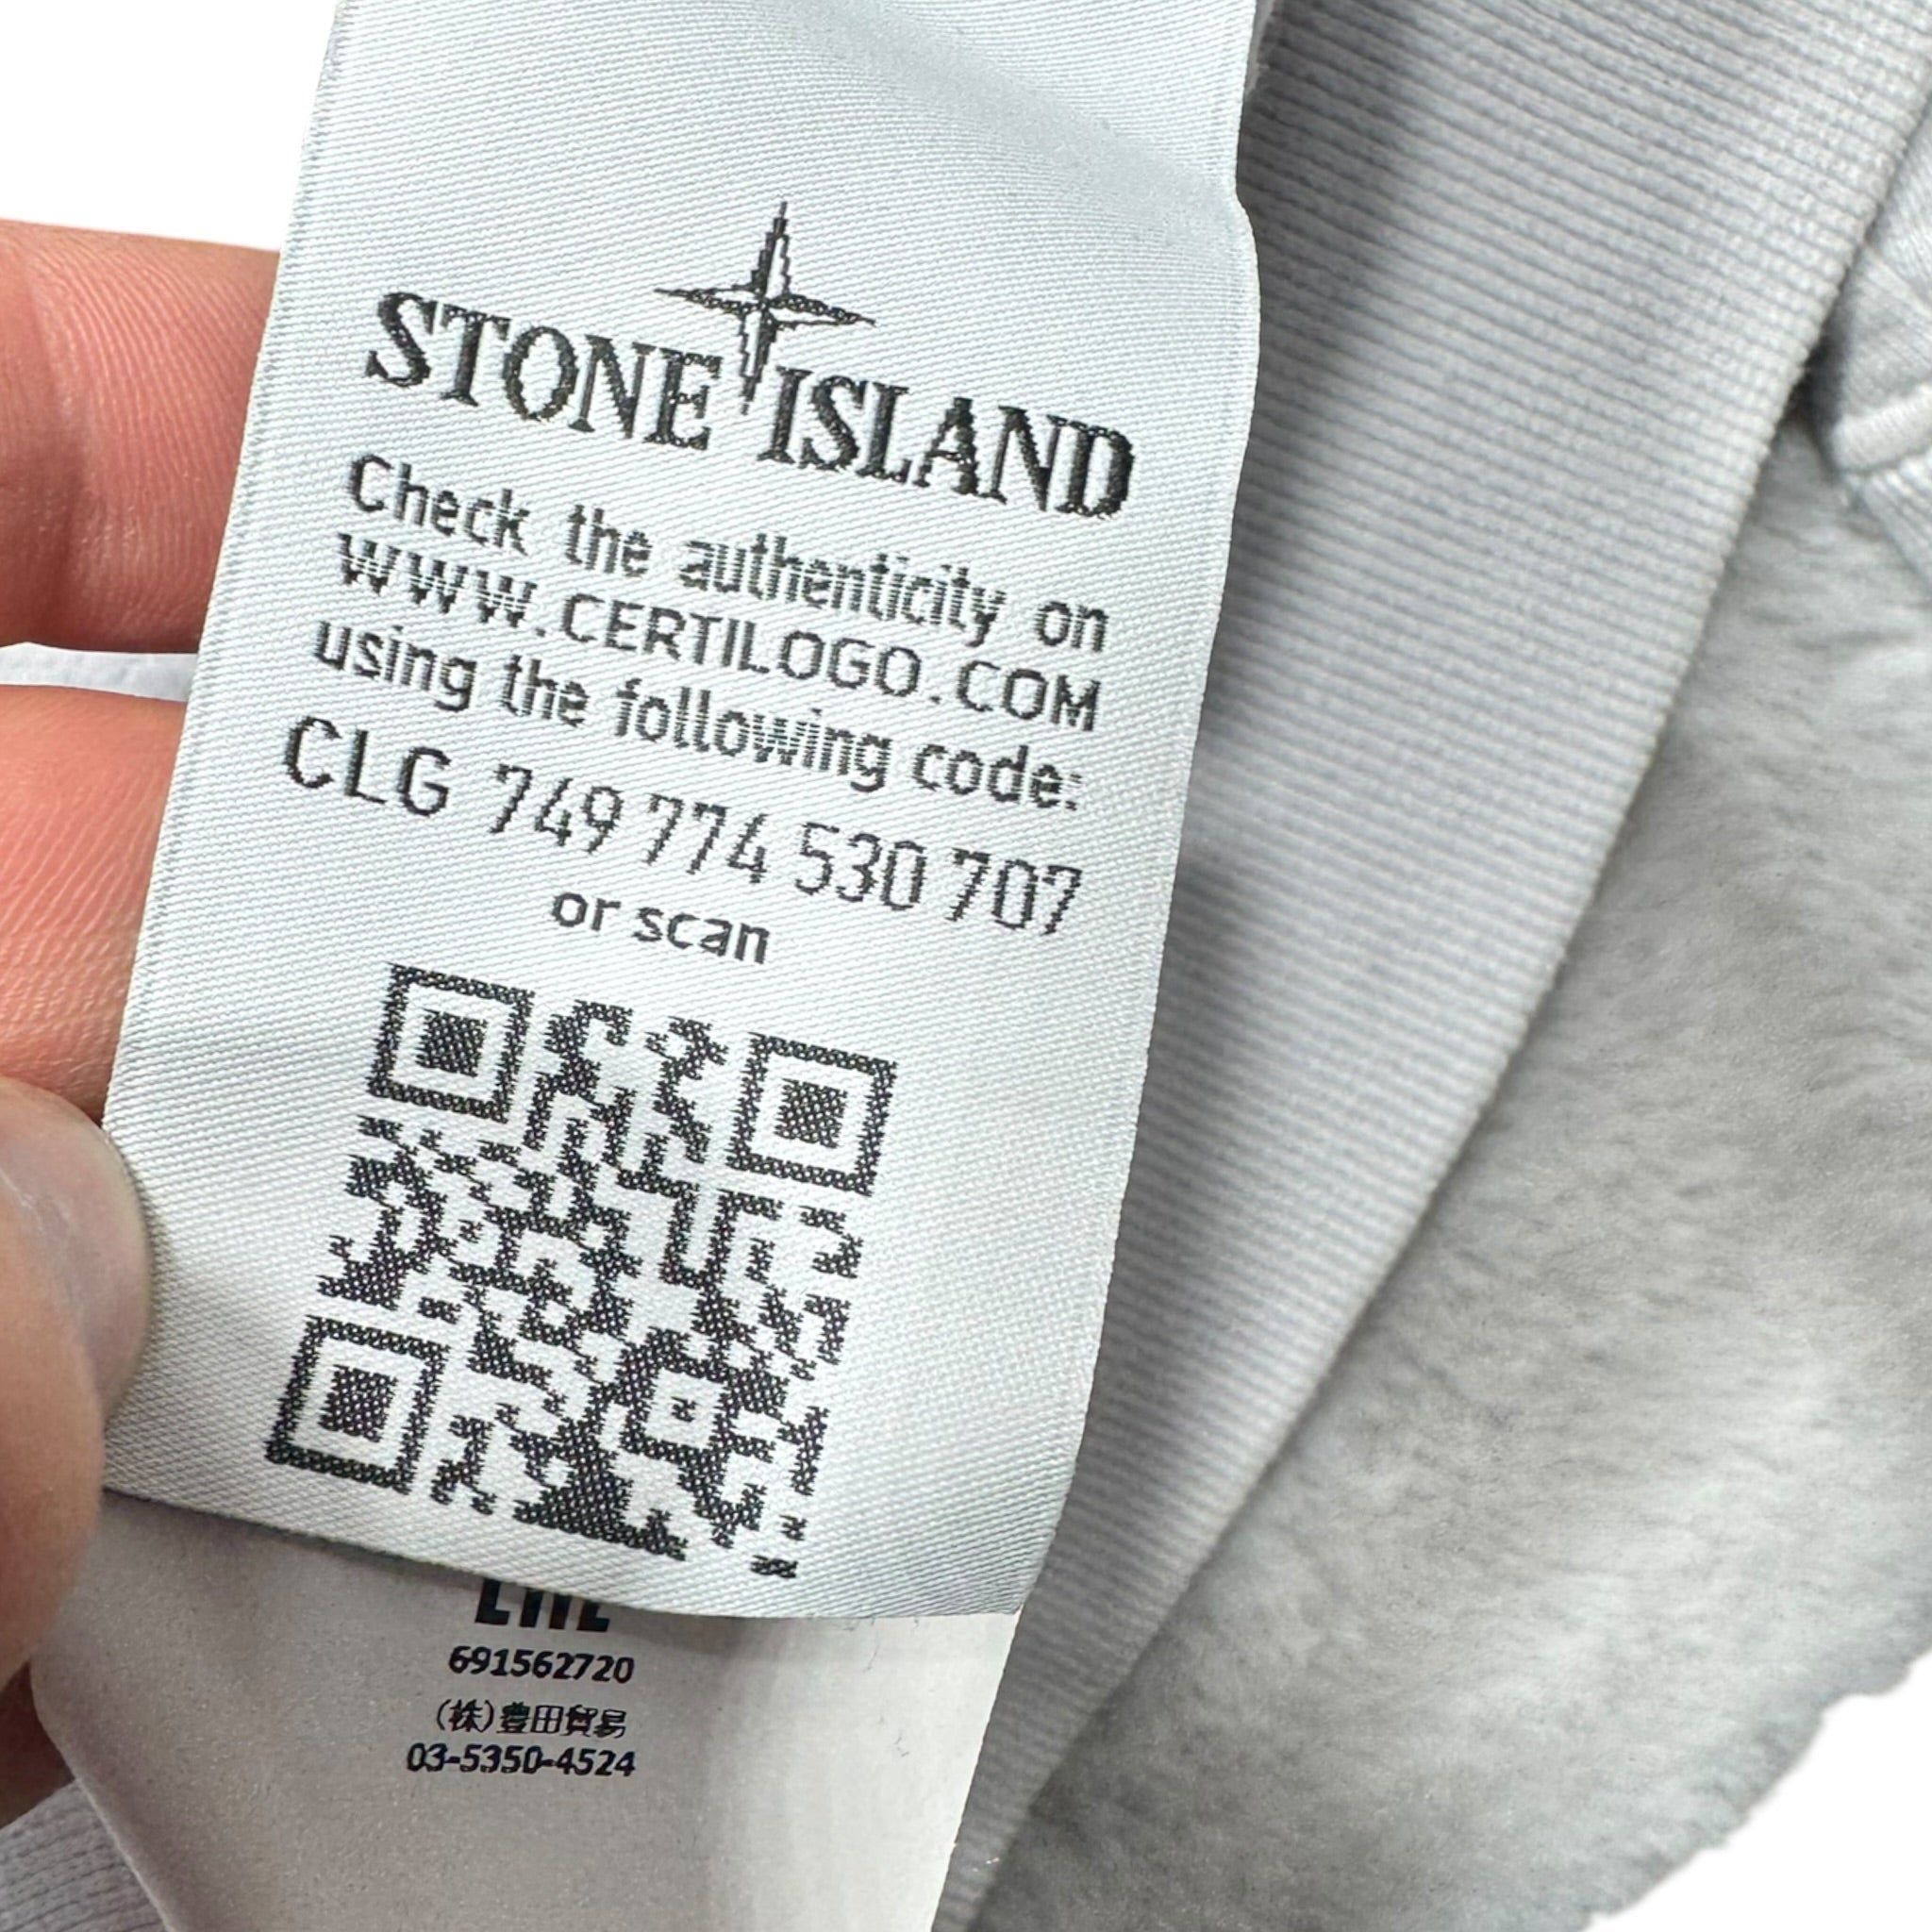 STONE ISLAND
Check the authenticity on
WWW.CERTILOGO.COM
using the following code:
CLG 749 774 530 707
or scan
691562720
(株)豊田貿易
03-5350-4524